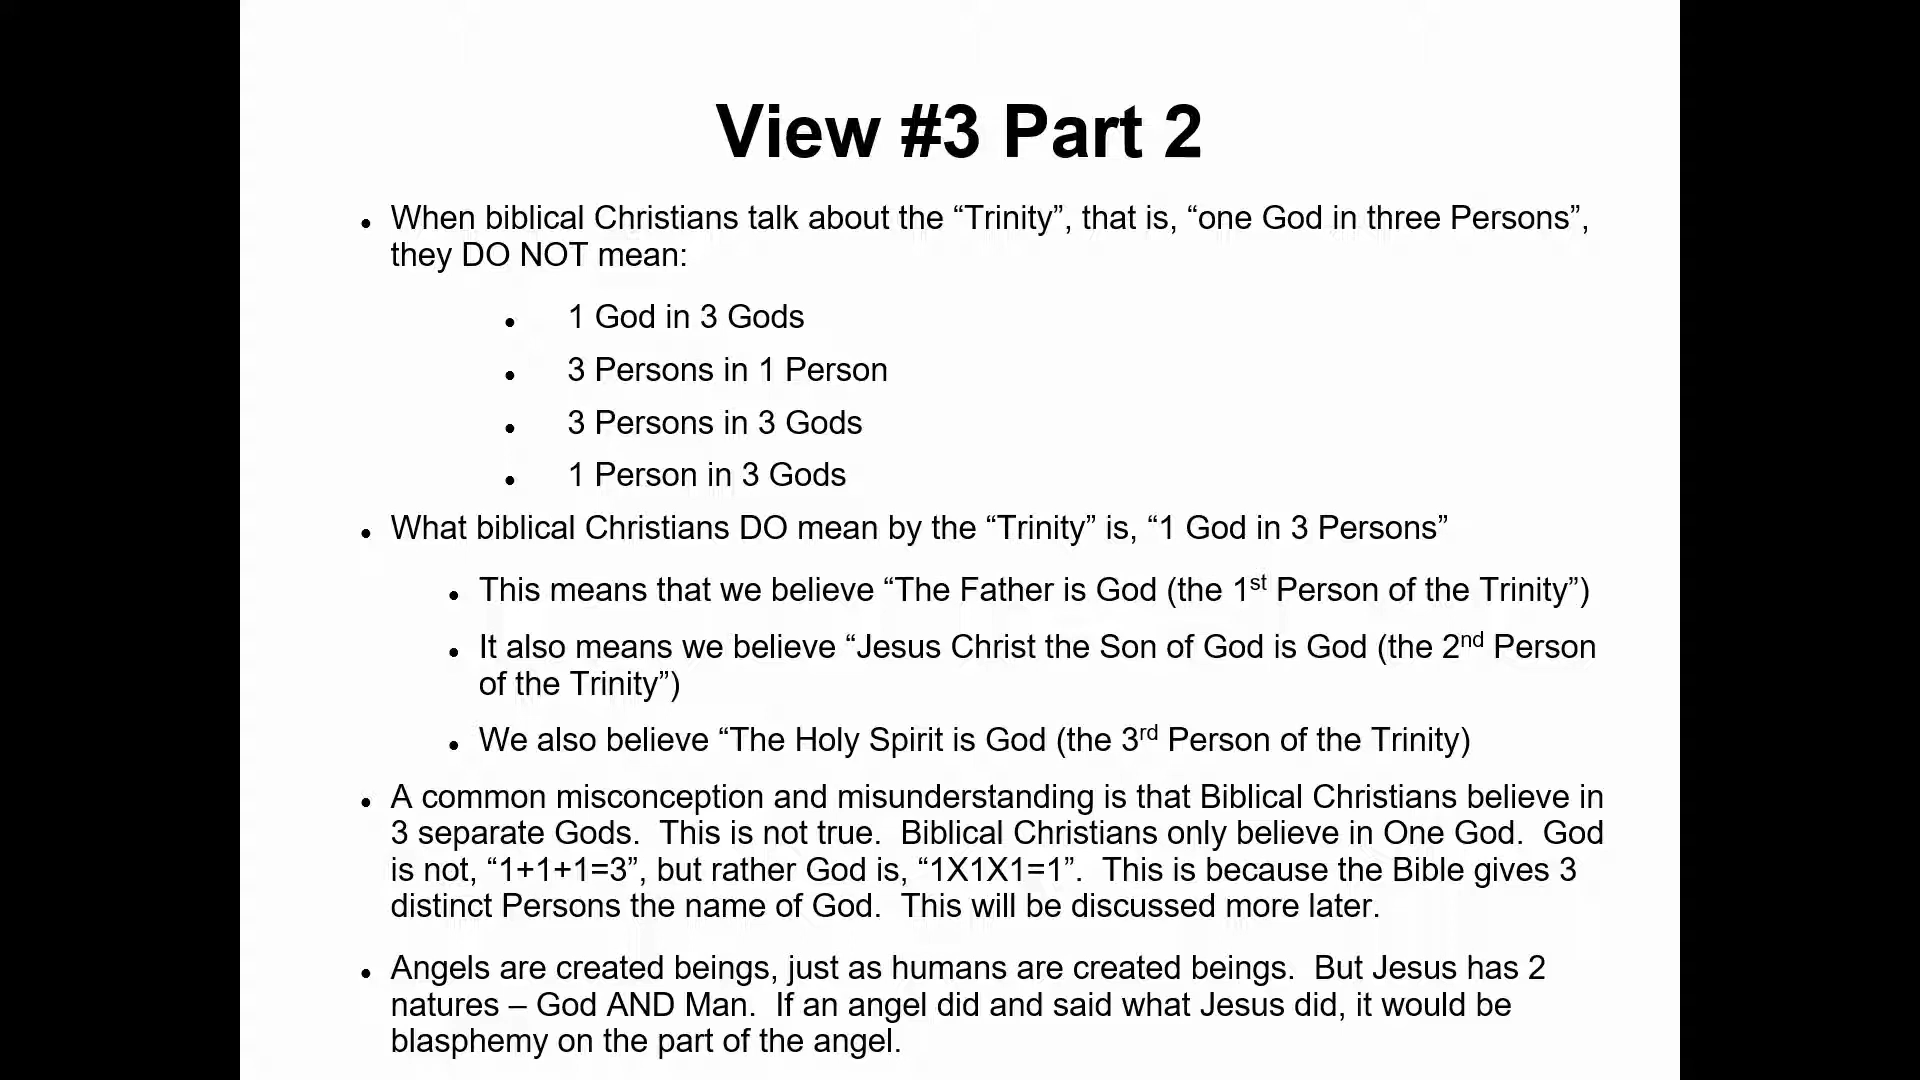 View #3 Part 2
• When biblical Christians talk about the “Trinity”, that is, “one God in three Persons”,
they DO NOT mean:
• 1 God in 3 Gods
• 3 Persons in 1 Person
• 3 Persons in 3 Gods
• 1 Person in 3 Gods
• What biblical Christians DO mean by the “Trinity” is, “1 God in 3 Persons”
• This means that we believe “The Father is God (the 1st Person of the Trinity”)
• It also means we believe “Jesus Christ the Son of God is God (the 2nd Person
of the Trinity”)
• We also believe “The Holy Spirit is God (the 3rd Person of the Trinity)
• A common misconception and misunderstanding is that Biblical Christians believe in
3 separate Gods.  This is not true.  Biblical Christians only believe in One God.  God
is not, “1+1+1=3”, but rather God is, “1X1X1=1”.  This is because the Bible gives 3
distinct Persons the name of God.  This will be discussed more later.
• Angels are created beings, just as humans are created beings.  But Jesus has 2
natures – God AND Man.  If an angel did and said what Jesus did, it would be
blasphemy on the part of the angel.